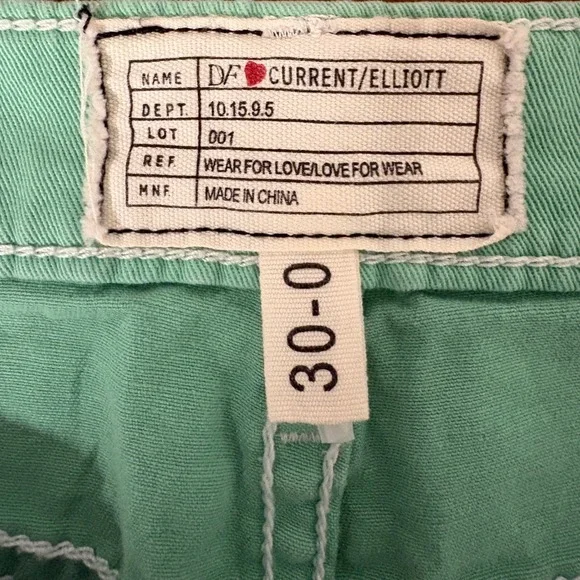 NAME DVF ♥ CURRENT/ELLIOTT
DEPT. 10.15.9.5
LOT 001
REF. WEAR FOR LOVE/LOVE FOR WEAR
MNF. MADE IN CHINA
30-0